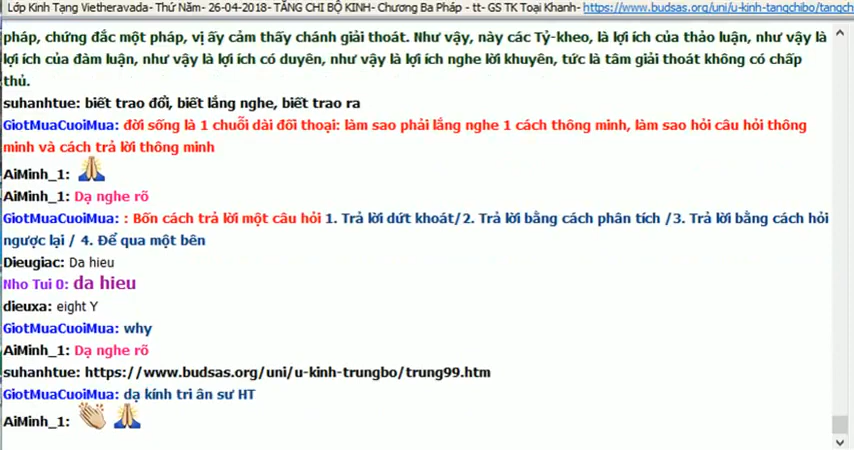 Lớp Kinh Tạng Vietheravada- Thứ Năm- 26-04-2018- TĂNG CHI BỘ KINH- Chương Ba Pháp - tt- GS TK Toại Khanh- https://www.budsas.org/uni/u-kinh-tangchibo/tangch
pháp, chứng đắc một pháp, vị ấy cảm thấy chánh giải thoát. Như vậy, này các Tỷ-kheo, là lợi ích của thảo luận, như vậy là
lợi ích của đàm luận, như vậy là lợi ích có duyên, như vậy là lợi ích nghe lời khuyên, tức là tâm giải thoát không có chấp
thủ.
suhanhtue: biết trao đổi, biết lắng nghe, biết trao ra
GiotMuaCuoiMua: đời sống là 1 chuỗi dài đối thoại: làm sao phải lắng nghe 1 cách thông minh, làm sao hỏi câu hỏi thông
minh và cách trả lời thông minh
AiMinh_1: 🙏
AiMinh_1: Dạ nghe rõ
GiotMuaCuoiMua: : Bốn cách trả lời một câu hỏi 1. Trả lời dứt khoát/2. Trả lời bằng cách phân tích /3. Trả lời bằng cách hỏi
ngược lại / 4. Để qua một bên
Dieugiac: Da hieu
Nho Tui 0: da hieu
dieuxa: eight Y
GiotMuaCuoiMua: why
AiMinh_1: Dạ nghe rõ
suhanhtue: https://www.budsas.org/uni/u-kinh-trungbo/trung99.htm
GiotMuaCuoiMua: dạ kính tri ân sư HT
AiMinh_1: 👏 🙏